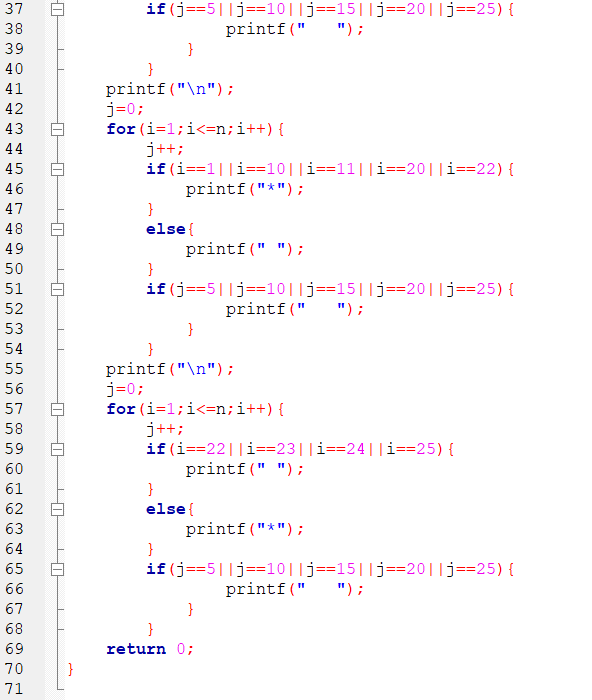 37 if(j==5||j==10||j==15||j==20||j==25){
38 printf("   ");
39 }
40 }
41 printf("\n");
42 j=0;
43 for(i=1;i<=n;i++){
44 j++;
45 if(i==1||i==10||i==11||i==20||i==22){
46 printf("*");
47 }
48 else{
49 printf(" ");
50 }
51 if(j==5||j==10||j==15||j==20||j==25){
52 printf("   ");
53 }
54 }
55 printf("\n");
56 j=0;
57 for(i=1;i<=n;i++){
58 j++;
59 if(i==22||i==23||i==24||i==25){
60 printf(" ");
61 }
62 else{
63 printf("*");
64 }
65 if(j==5||j==10||j==15||j==20||j==25){
66 printf("   ");
67 }
68 }
69 return 0;
70 }
71